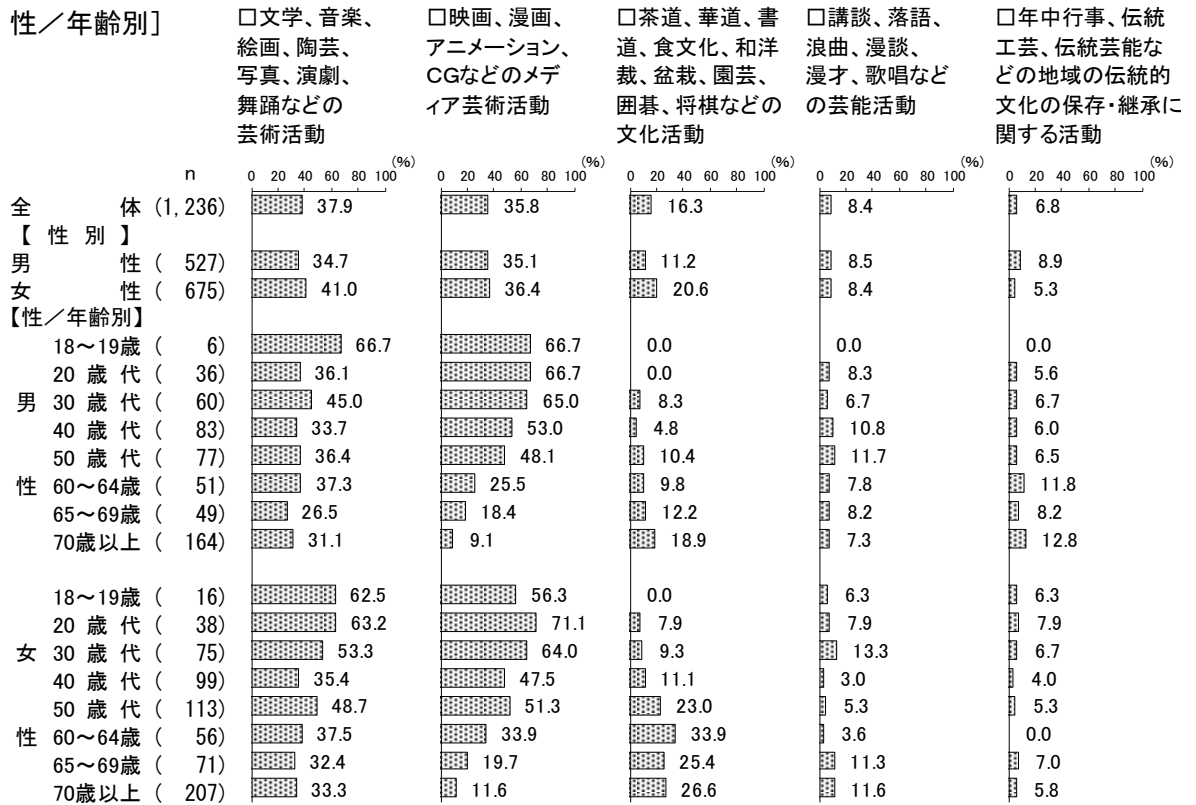 性/年齢別]
□文学、音楽、
絵画、陶芸、
写真、演劇、
舞踊などの
芸術活動
□映画、漫画、
アニメーション、
CGなどのメデ
ィア芸術活動
□茶道、華道、書
道、食文化、和洋
裁、盆栽、園芸、
囲碁、将棋などの
文化活動
□講談、落語、
浪曲、漫談、
漫才、歌唱など
の芸能活動
□年中行事、伝統
工芸、伝統芸能な
どの地域の伝統的
文化の保存・継承に
関する活動
(%) (%) (%) (%) (%)
n 0 20 40 60 80 100 0 20 40 60 80 100 0 20 40 60 80 100 0 20 40 60 80 100 0 20 40 60 80 100
全 体 (1,236) 37.9 35.8 16.3 8.4 6.8
【 性 別 】
男 性 ( 527) 34.7 35.1 11.2 8.5 8.9
女 性 ( 675) 41.0 36.4 20.6 8.4 5.3
【性/年齢別】
18~19歳 ( 6) 66.7 66.7 0.0 0.0 0.0
20 歳 代 ( 36) 36.1 66.7 0.0 8.3 5.6
男 30 歳 代 ( 60) 45.0 65.0 8.3 6.7 6.7
40 歳 代 ( 83) 33.7 53.0 4.8 10.8 6.0
50 歳 代 ( 77) 36.4 48.1 10.4 11.7 6.5
性 60~64歳 ( 51) 37.3 25.5 9.8 7.8 11.8
65~69歳 ( 49) 26.5 18.4 12.2 8.2 8.2
70歳以上 ( 164) 31.1 9.1 18.9 7.3 12.8
18~19歳 ( 16) 62.5 56.3 0.0 6.3 6.3
20 歳 代 ( 38) 63.2 71.1 7.9 7.9 7.9
女 30 歳 代 ( 75) 53.3 64.0 9.3 13.3 6.7
40 歳 代 ( 99) 35.4 47.5 11.1 3.0 4.0
50 歳 代 ( 113) 48.7 51.3 23.0 5.3 5.3
性 60~64歳 ( 56) 37.5 33.9 33.9 3.6 0.0
65~69歳 ( 71) 32.4 19.7 25.4 11.3 7.0
70歳以上 ( 207) 33.3 11.6 26.6 11.6 5.8